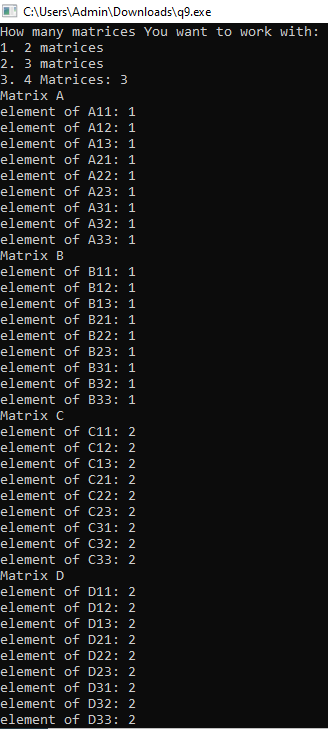 C:\Users\Admin\Downloads\q9.exe
How many matrices You want to work with:
1. 2 matrices
2. 3 matrices
3. 4 Matrices: 3
Matrix A
element of A11: 1
element of A12: 1
element of A13: 1
element of A21: 1
element of A22: 1
element of A23: 1
element of A31: 1
element of A32: 1
element of A33: 1
Matrix B
element of B11: 1
element of B12: 1
element of B13: 1
element of B21: 1
element of B22: 1
element of B23: 1
element of B31: 1
element of B32: 1
element of B33: 1
Matrix C
element of C11: 2
element of C12: 2
element of C13: 2
element of C21: 2
element of C22: 2
element of C23: 2
element of C31: 2
element of C32: 2
element of C33: 2
Matrix D
element of D11: 2
element of D12: 2
element of D13: 2
element of D21: 2
element of D22: 2
element of D23: 2
element of D31: 2
element of D32: 2
element of D33: 2